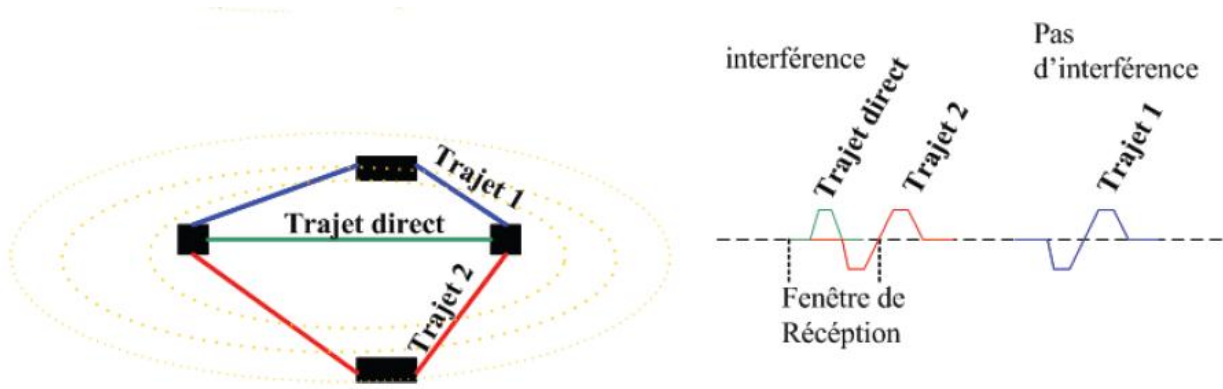 Trajet 1
Trajet direct
Trajet 2
interférence
Pas
d'interférence
Trajet direct
Trajet 2
Trajet 1
Fenêtre de
Récéption